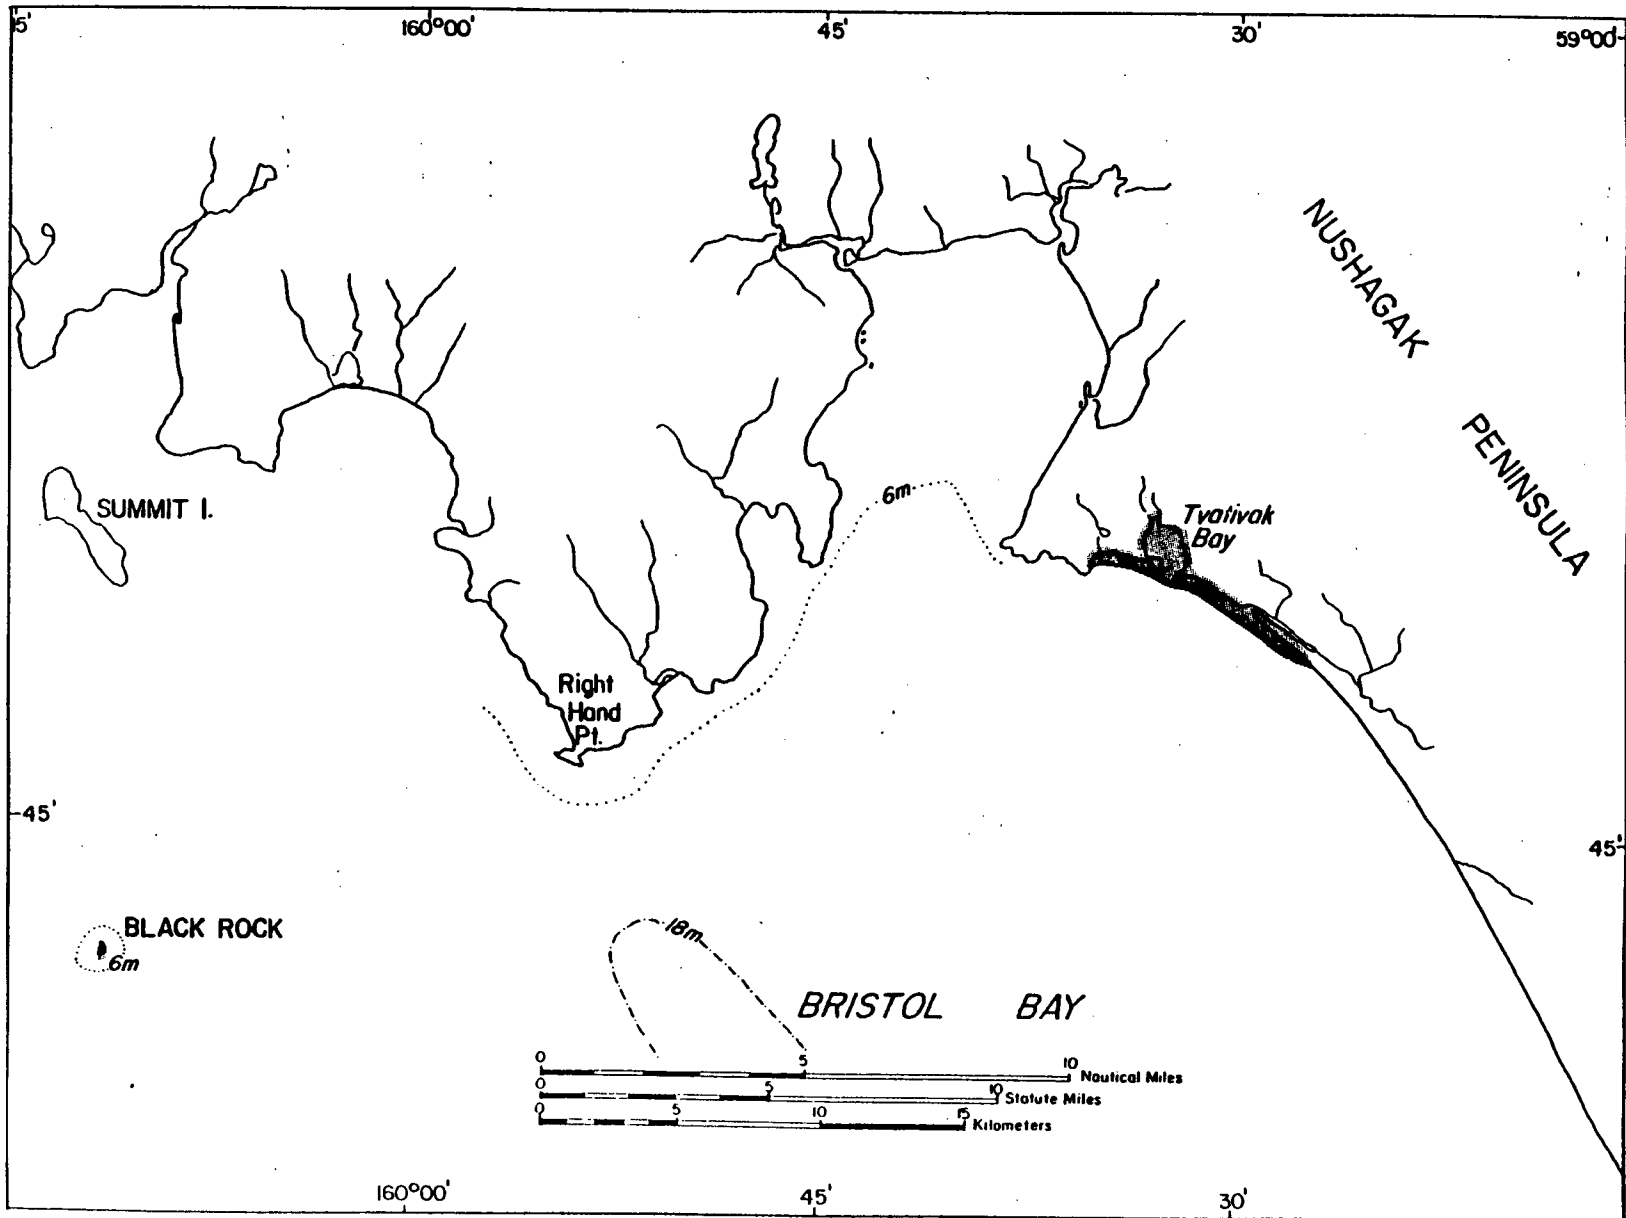 15'
160°00'
45'
30'
59°00'
NUSHAGAK
PENINSULA
SUMMIT I.
6m
Tvativak
Bay
Right
Hand
Pt.
45'
45'
BLACK ROCK
6m
18m
BRISTOL BAY
0 5 10 Nautical Miles
0 5 10 Statute Miles
0 5 10 15 Kilometers
160°00'
45'
30'